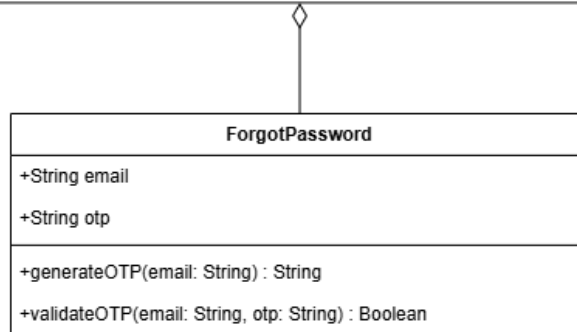 ForgotPassword
+String email
+String otp
+generateOTP(email: String) : String
+validateOTP(email: String, otp: String) : Boolean